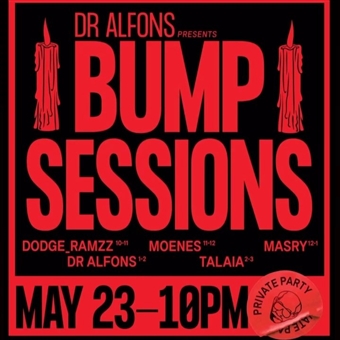 DR ALFONS
PRESENTS
BUMP
SESSIONS
DODGE_RAMZZ 10-11 MOENES 11-12 MASRY 12-1
DR ALFONS 1-2 TALAIA 2-3
MAY 23–10PM
PRIVATE PARTY